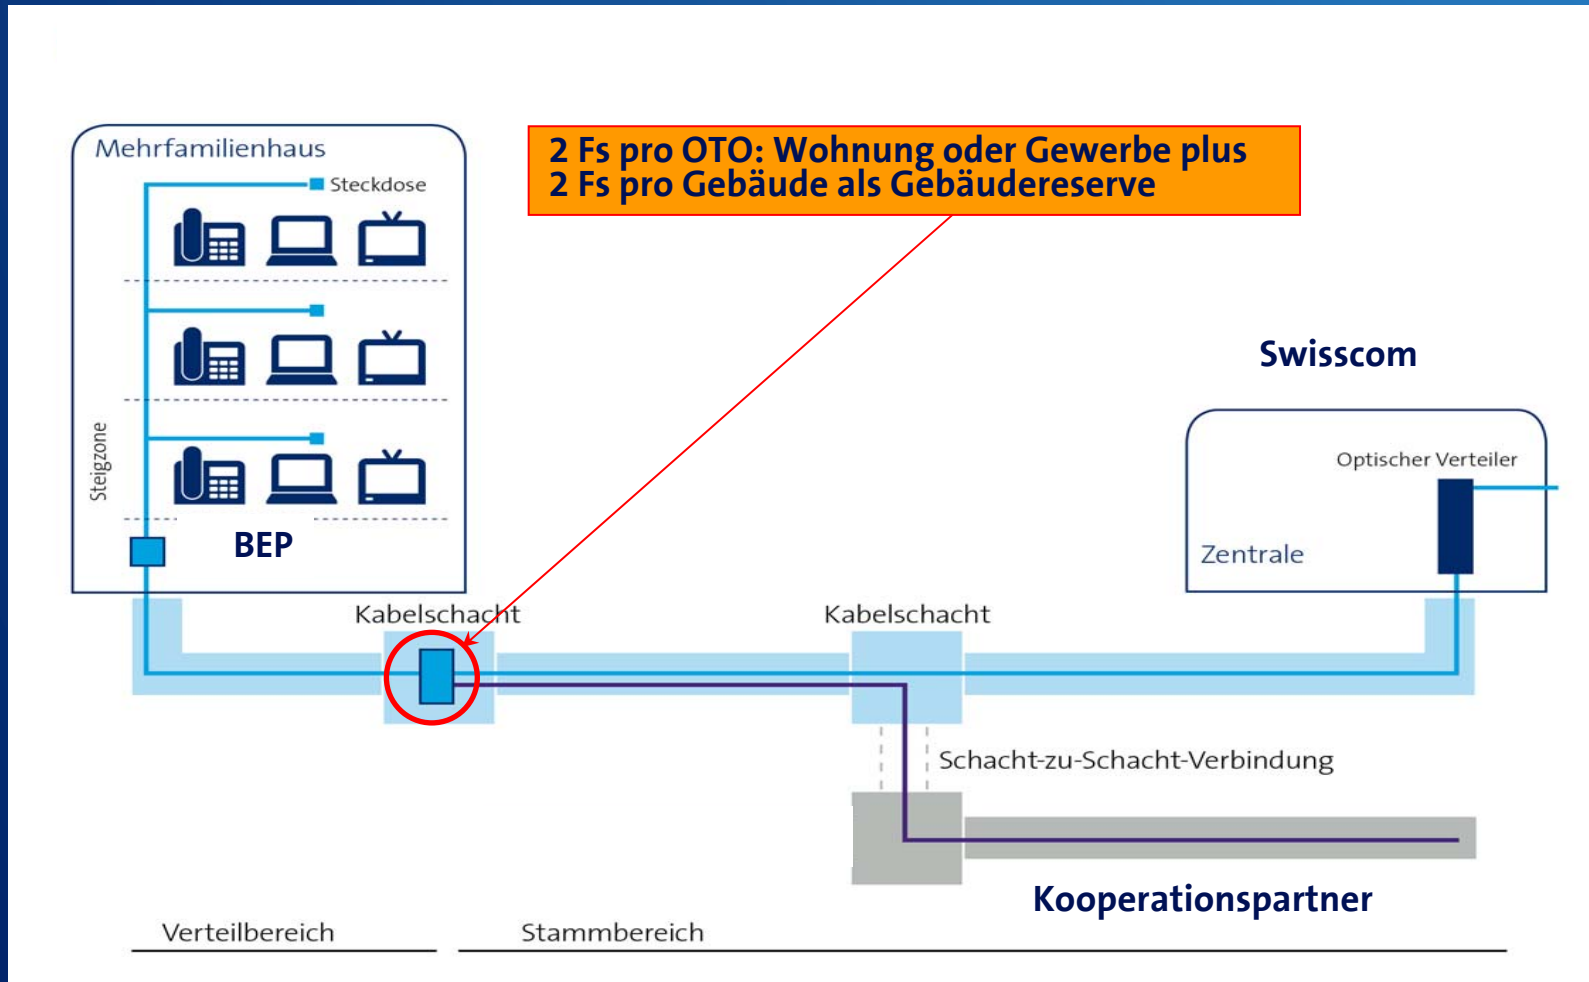 2 Fs pro OTO: Wohnung oder Gewerbe plus
2 Fs pro Gebäude als Gebäudereserve
Mehrfamilienhaus
Steckdose
Steigzone
BEP
Swisscom
Optischer Verteiler
Zentrale
Kabelschacht
Kabelschacht
Schacht-zu-Schacht-Verbindung
Kooperationspartner
Verteilbereich
Stammbereich